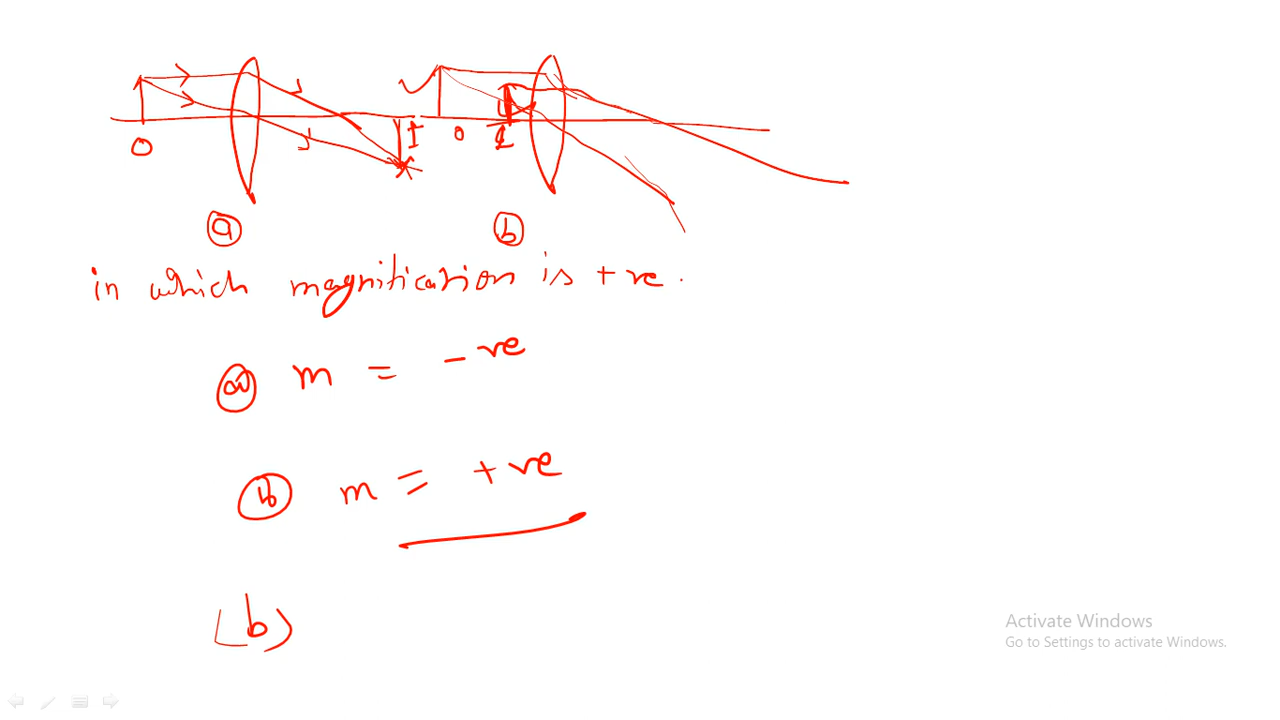 O I O I
(a) (b)
in which magnification is +ve.
(a) m = -ve
(b) m = +ve
(b)
Activate Windows
Go to Settings to activate Windows.